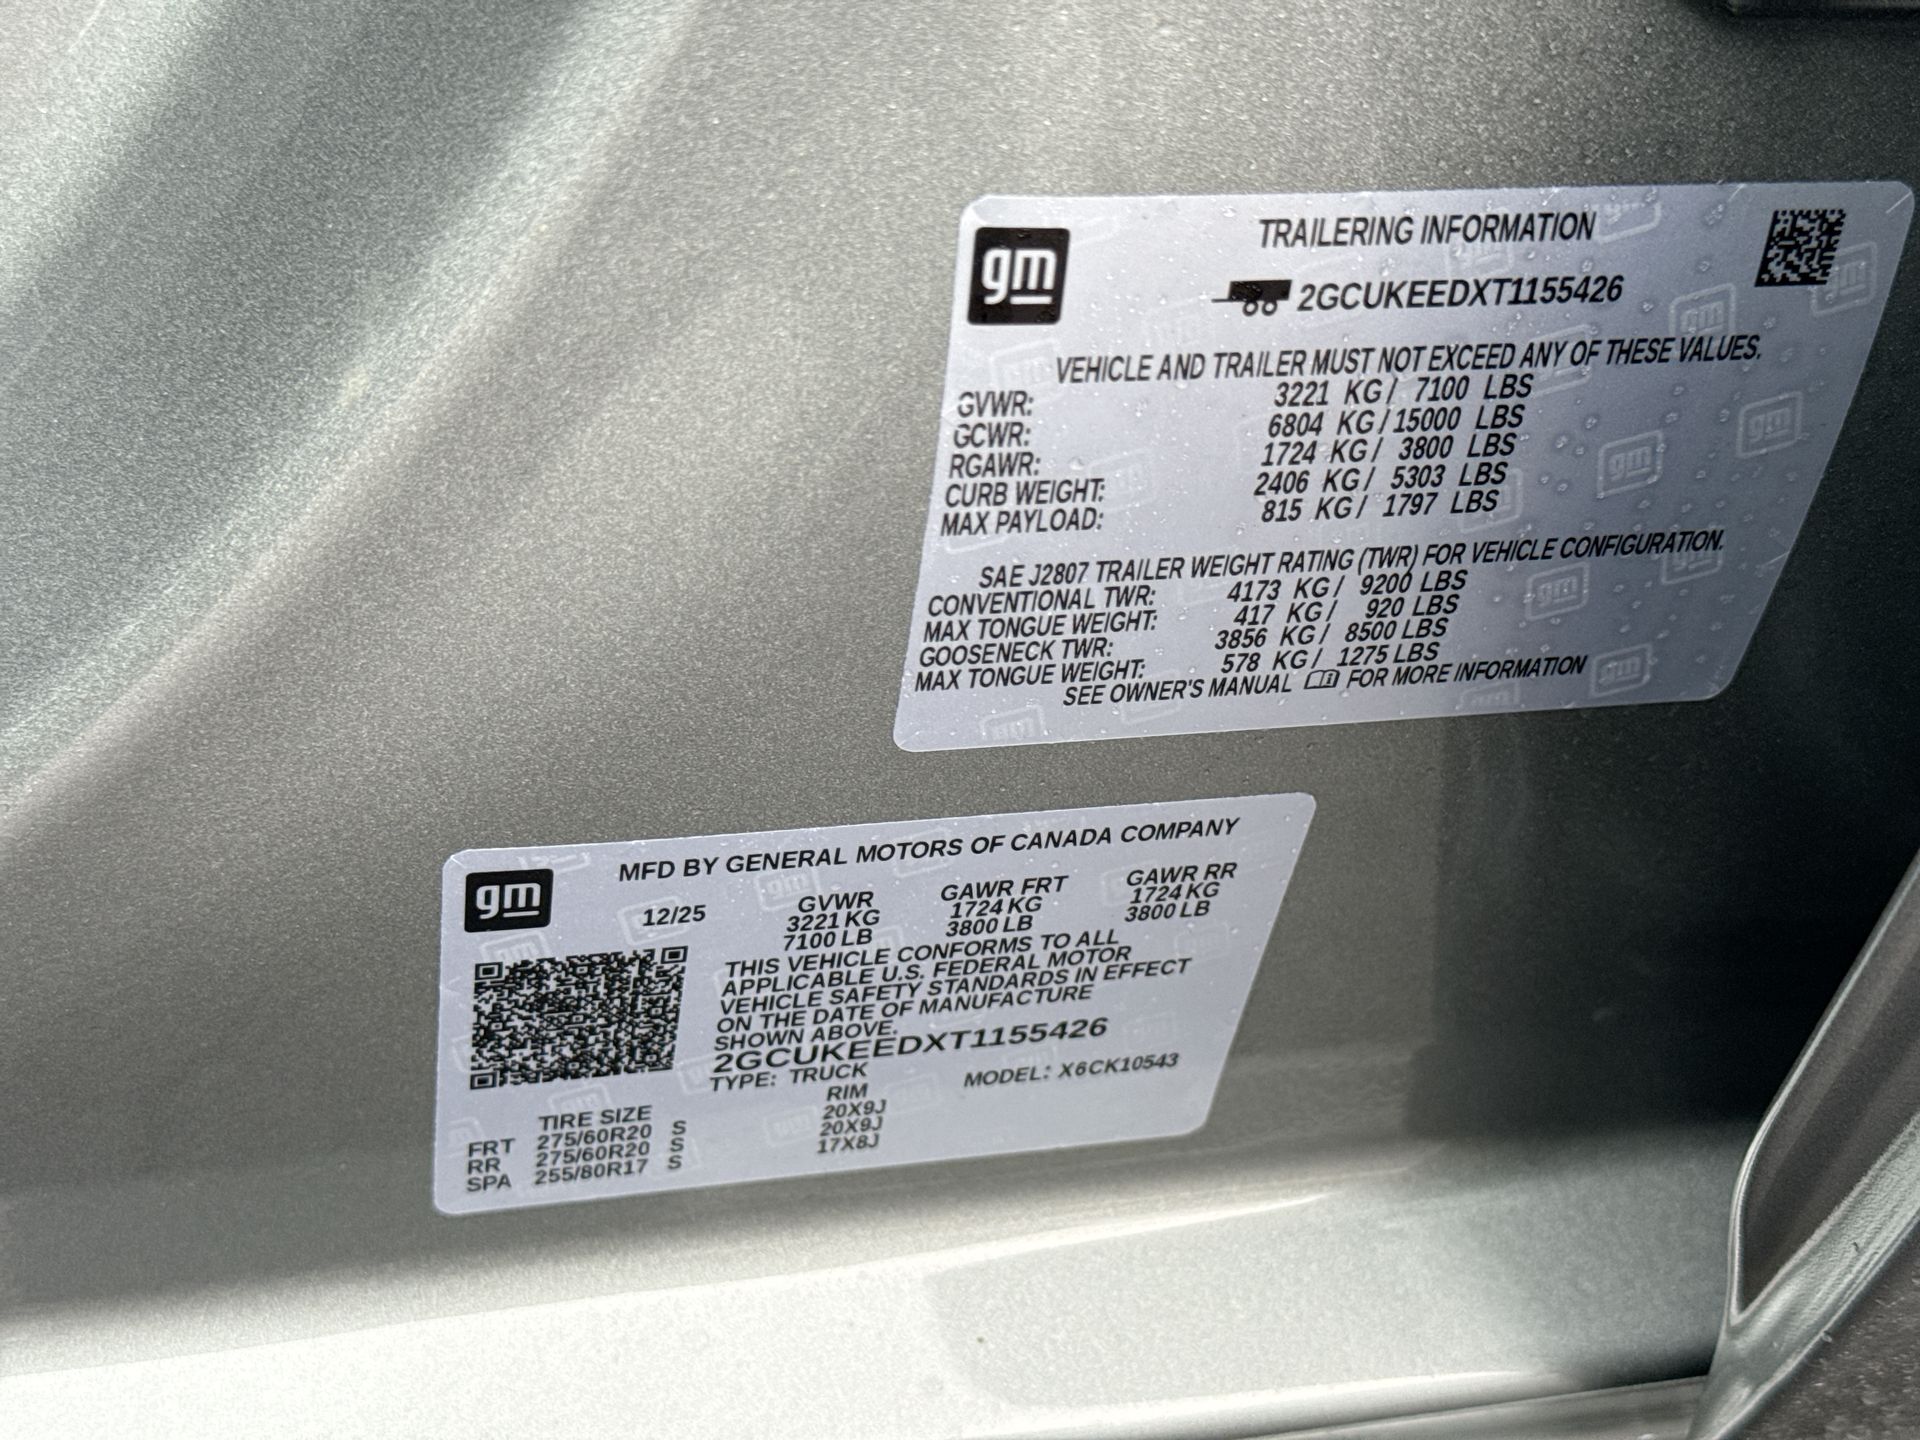 gm
TRAILERING INFORMATION
2GCUKEEDXT1155426
VEHICLE AND TRAILER MUST NOT EXCEED ANY OF THESE VALUES.
GVWR: 3221 KG / 7100 LBS
GCWR: 6804 KG / 15000 LBS
RGAWR: 1724 KG / 3800 LBS
CURB WEIGHT: 2406 KG / 5303 LBS
MAX PAYLOAD: 815 KG / 1797 LBS
SAE J2807 TRAILER WEIGHT RATING (TWR) FOR VEHICLE CONFIGURATION.
CONVENTIONAL TWR: 4173 KG / 9200 LBS
MAX TONGUE WEIGHT: 417 KG / 920 LBS
GOOSENECK TWR: 3856 KG / 8500 LBS
MAX TONGUE WEIGHT: 578 KG / 1275 LBS
SEE OWNER'S MANUAL FOR MORE INFORMATION
gm
MFD BY GENERAL MOTORS OF CANADA COMPANY
12/25 GVWR GAWR FRT GAWR RR
3221 KG 1724 KG 1724 KG
7100 LB 3800 LB 3800 LB
THIS VEHICLE CONFORMS TO ALL
APPLICABLE U.S. FEDERAL MOTOR
VEHICLE SAFETY STANDARDS IN EFFECT
ON THE DATE OF MANUFACTURE
SHOWN ABOVE.
2GCUKEEDXT1155426
TYPE: TRUCK MODEL: X6CK10543
TIRE SIZE RIM
FRT 275/60R20 S 20X9J
RR 275/60R20 S 20X9J
SPA 255/80R17 S 17X8J